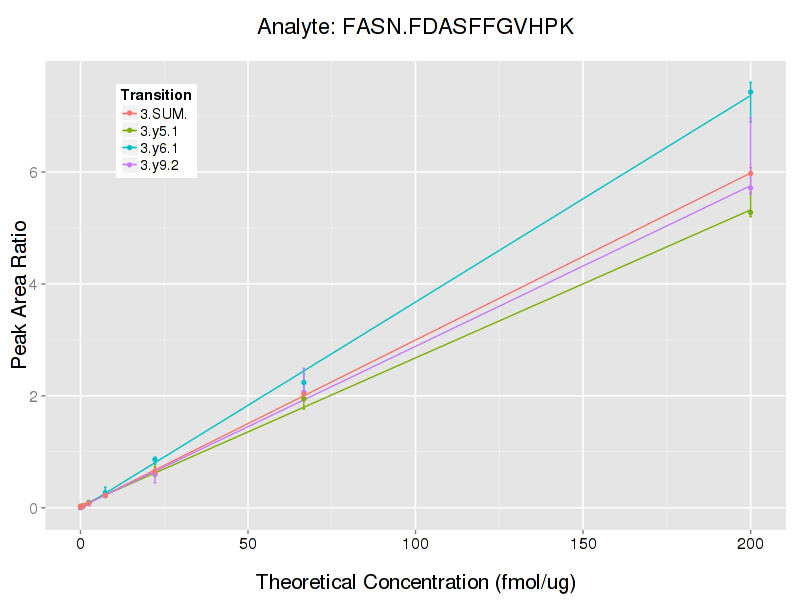 Analyte: FASN.FDASFFGVHPK
Transition
3.SUM.
3.y5.1
3.y6.1
3.y9.2
Peak Area Ratio
6
4
2
0
0 50 100 150 200
Theoretical Concentration (fmol/ug)